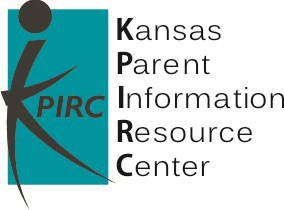 KPIRC
Kansas
Parent
Information
Resource
Center